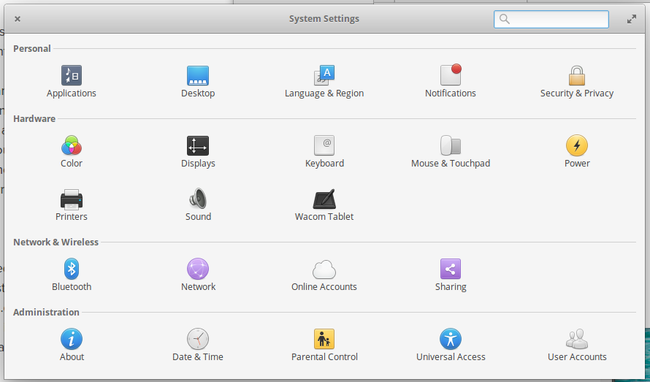 System Settings
Personal
Applications
Desktop
Language & Region
Notifications
Security & Privacy
Hardware
Color
Displays
Keyboard
Mouse & Touchpad
Power
Printers
Sound
Wacom Tablet
Network & Wireless
Bluetooth
Network
Online Accounts
Sharing
Administration
About
Date & Time
Parental Control
Universal Access
User Accounts